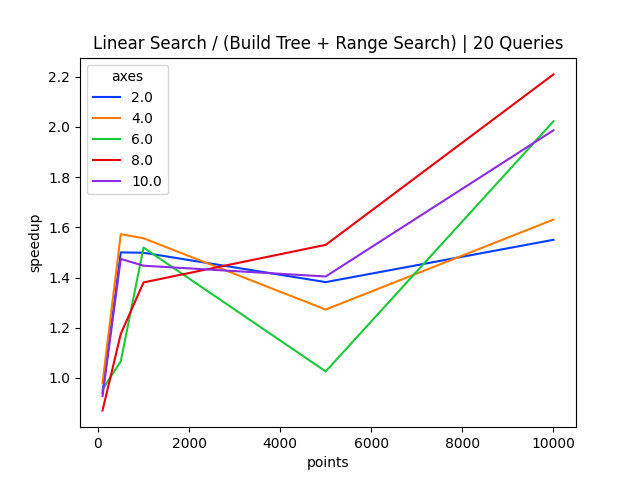 Linear Search / (Build Tree + Range Search) | 20 Queries
axes
2.0
4.0
6.0
8.0
10.0
speedup
2.2
2.0
1.8
1.6
1.4
1.2
1.0
0 2000 4000 6000 8000 10000
points